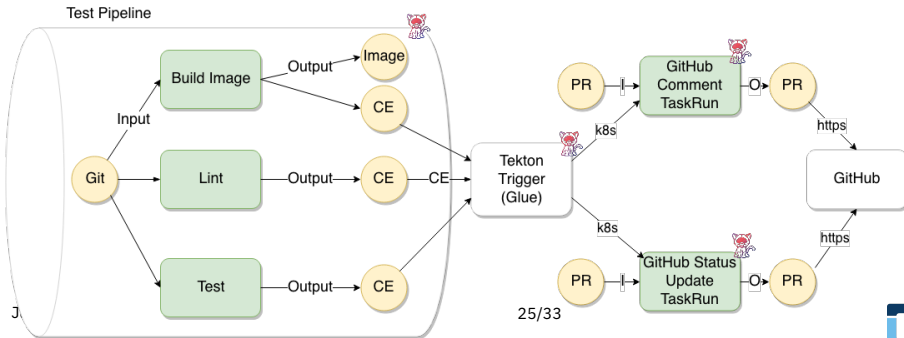 Test Pipeline
Build Image
Output
Image
CE
Input
Git
Lint
Output
CE
CE
Test
Output
CE
Tekton
Trigger
(Glue)
k8s
k8s
PR
I
GitHub
Comment
TaskRun
O
PR
https
GitHub
https
PR
I
GitHub Status
Update
TaskRun
O
PR
25/33